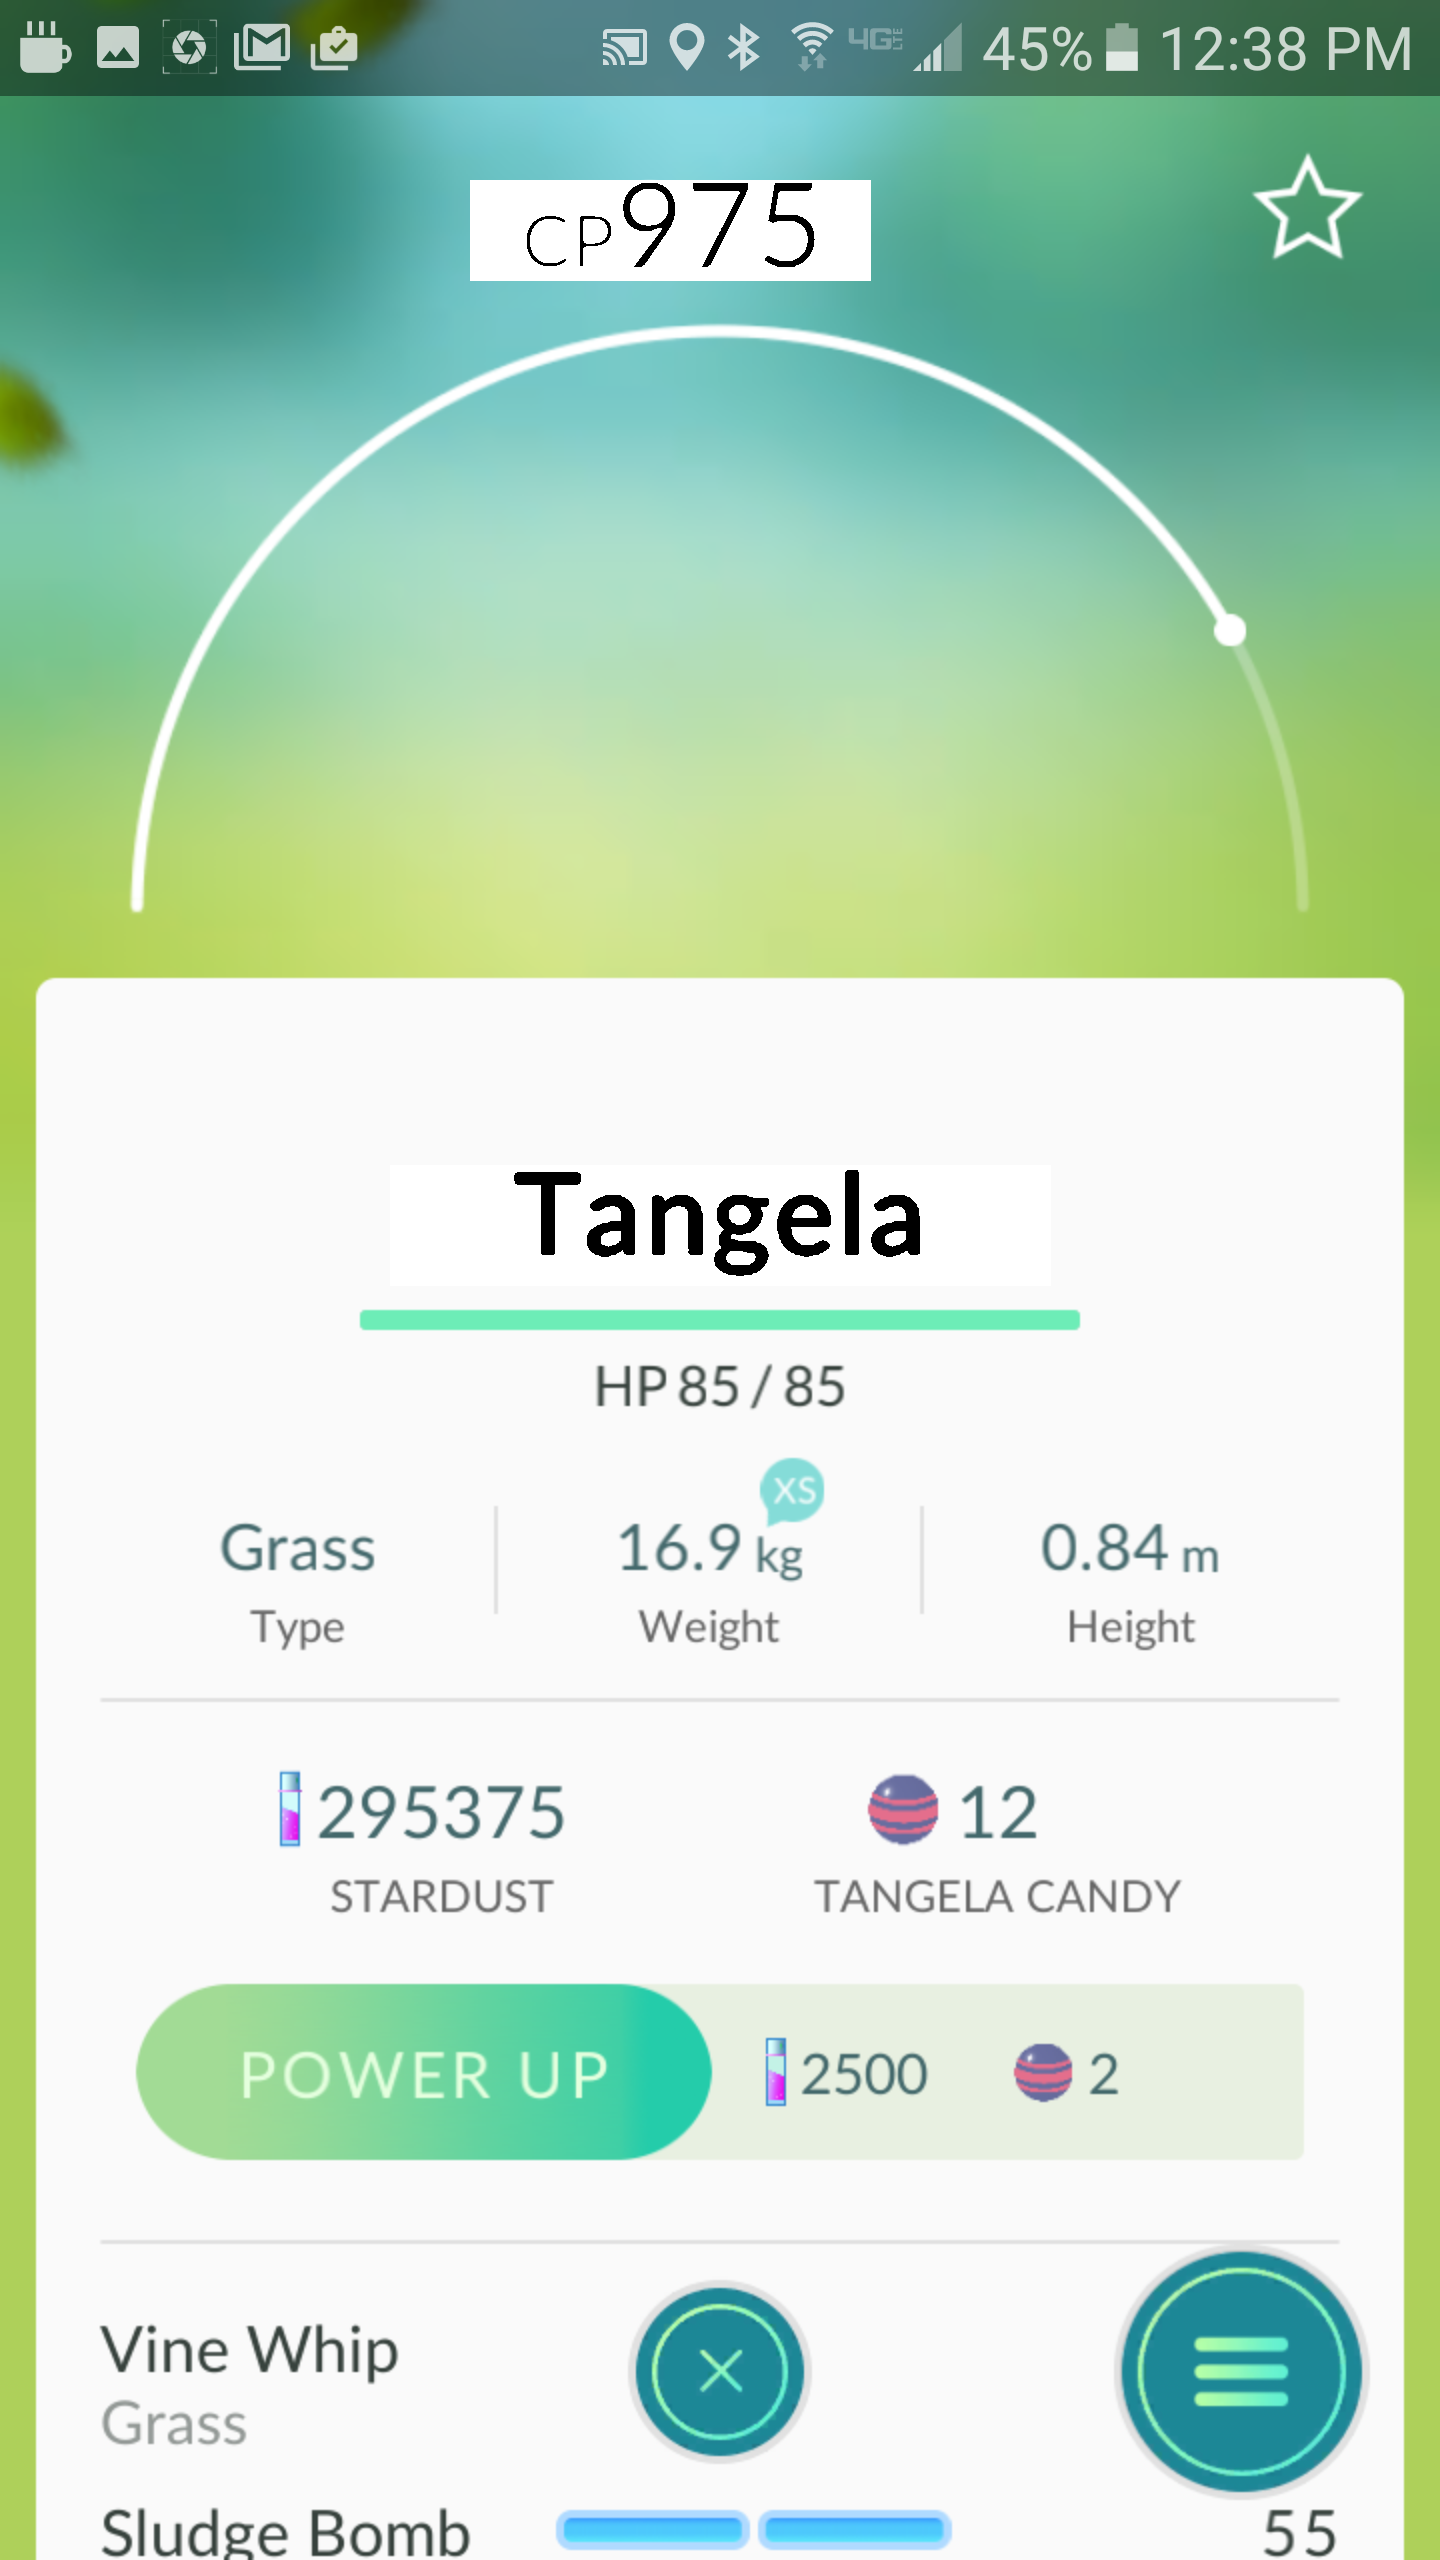 4G LTE 45% 12:38 PM
CP975
Tangela
HP 85 / 85
XS
Grass 16.9 kg 0.84 m
Type Weight Height
295375 12
STARDUST TANGELA CANDY
POWER UP 2500 2
Vine Whip
Grass
Sludge Bomb 55